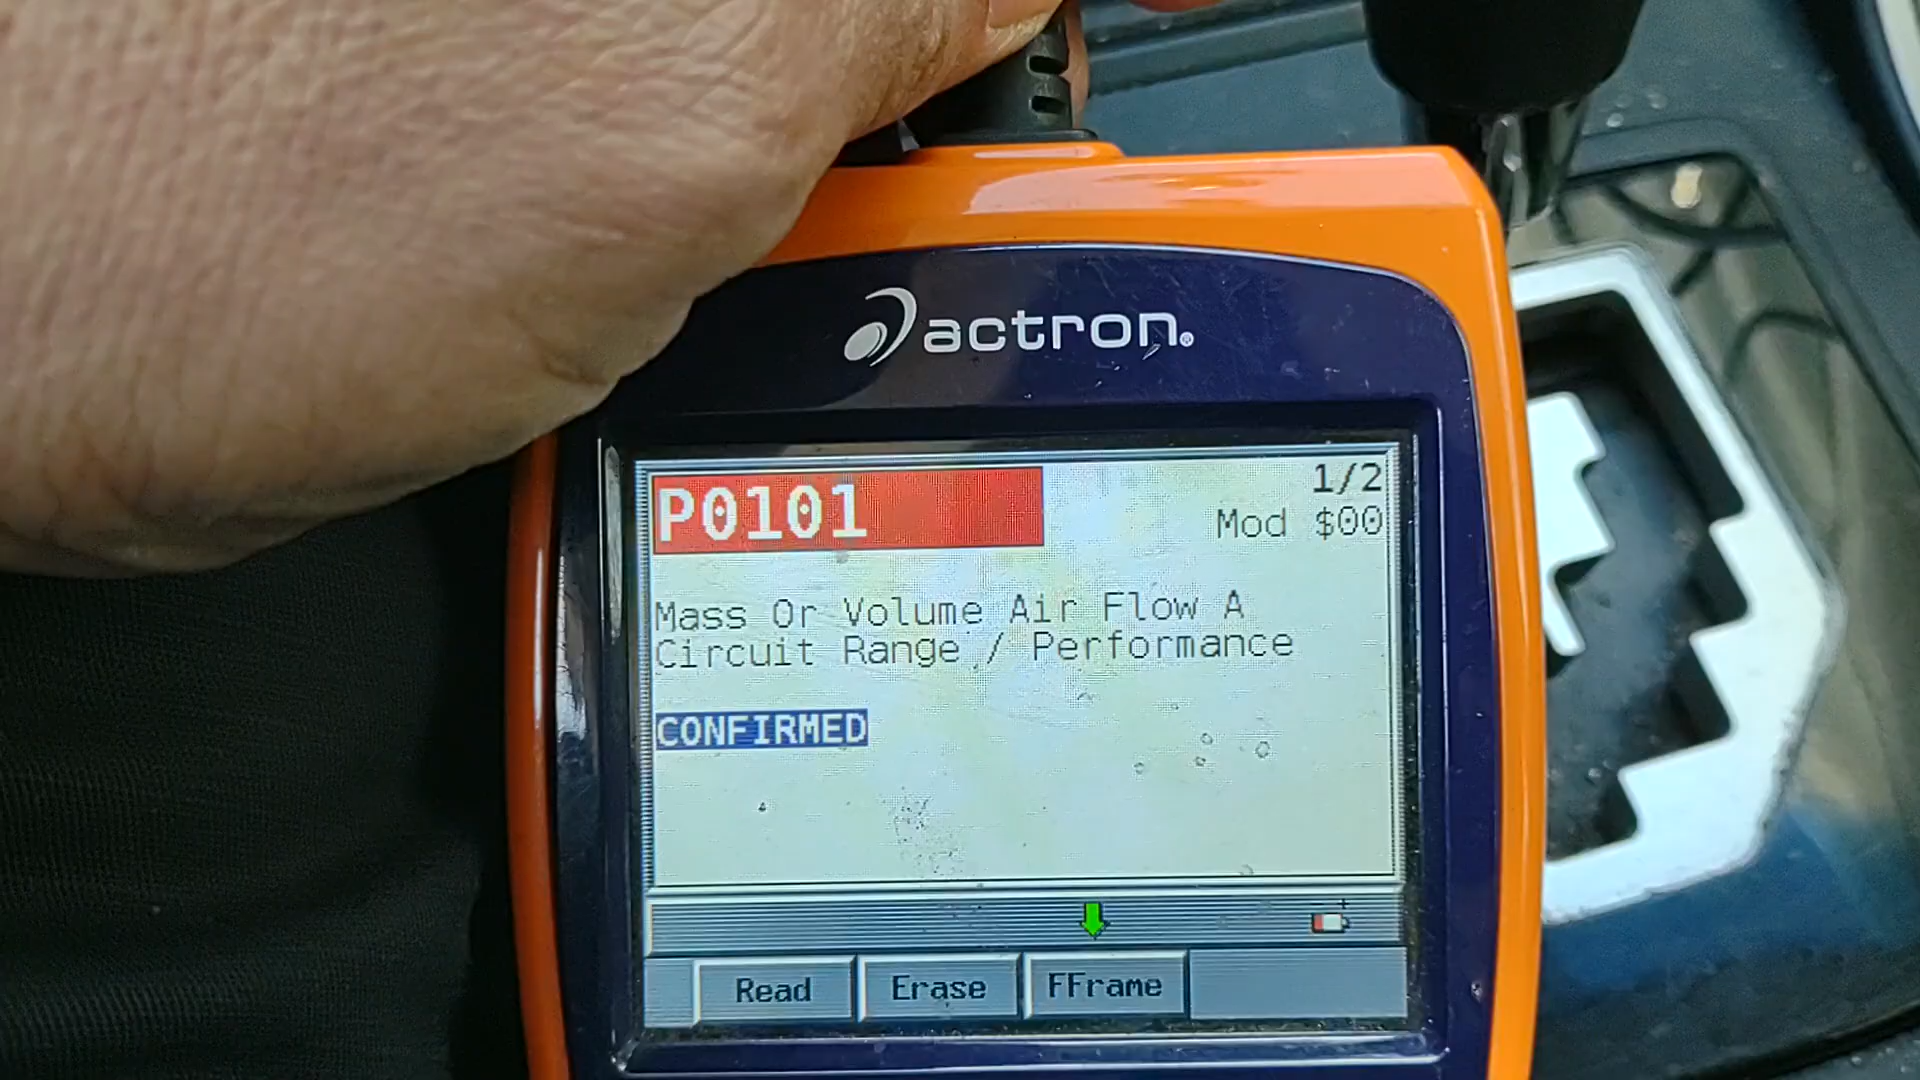 actron®
P0101
1/2
Mod $00
Mass Or Volume Air Flow A
Circuit Range / Performance
CONFIRMED
Read Erase FFrame